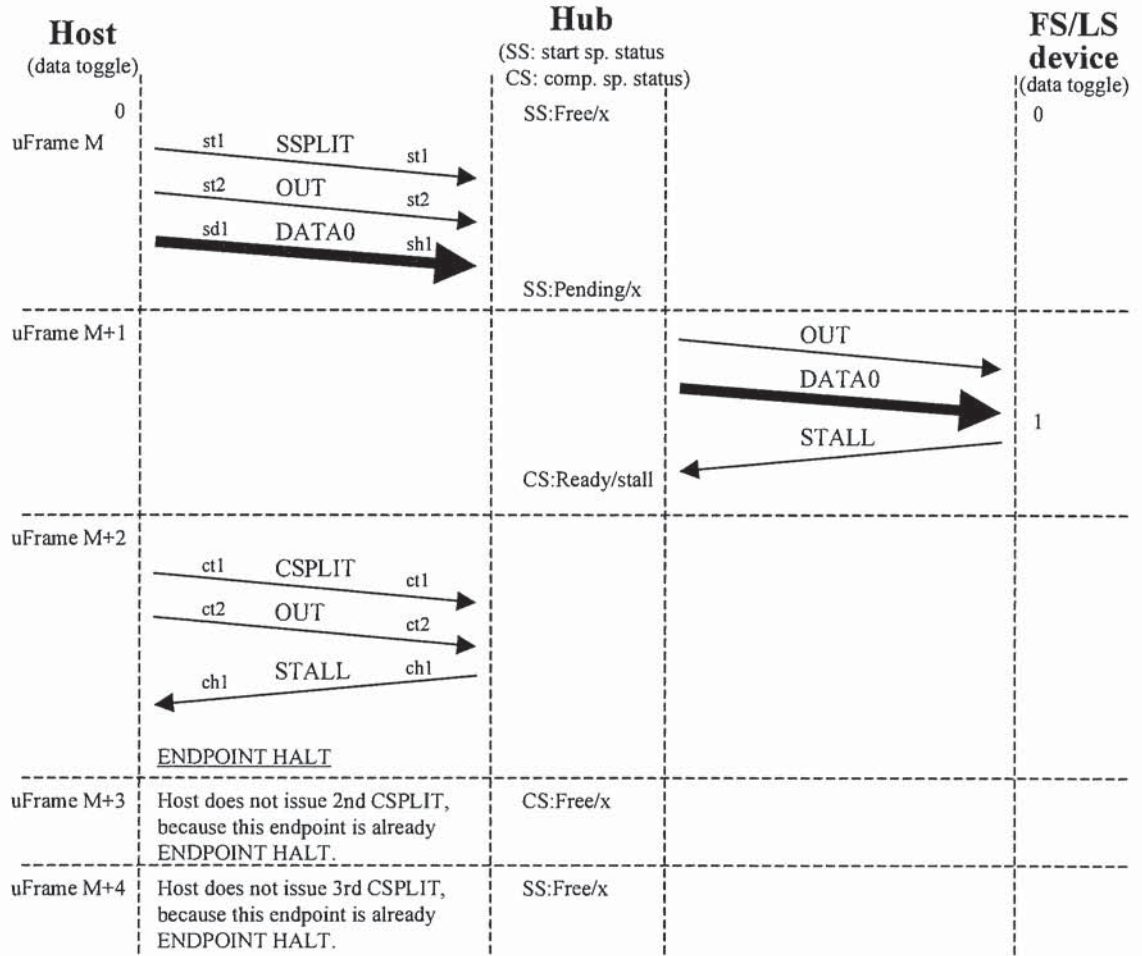 Host
(data toggle)
Hub
(SS: start sp. status
CS: comp. sp. status)
FS/LS
device
(data toggle)
0
SS:Free/x
0
uFrame M
st1 SSPLIT st1
st2 OUT st2
sd1 DATA0 sh1
SS:Pending/x
uFrame M+1
OUT
DATA0
1
STALL
CS:Ready/stall
uFrame M+2
ct1 CSPLIT ct1
ct2 OUT ct2
ch1 STALL ch1
ENDPOINT HALT
uFrame M+3
Host does not issue 2nd CSPLIT,
because this endpoint is already
ENDPOINT HALT.
CS:Free/x
uFrame M+4
Host does not issue 3rd CSPLIT,
because this endpoint is already
ENDPOINT HALT.
SS:Free/x